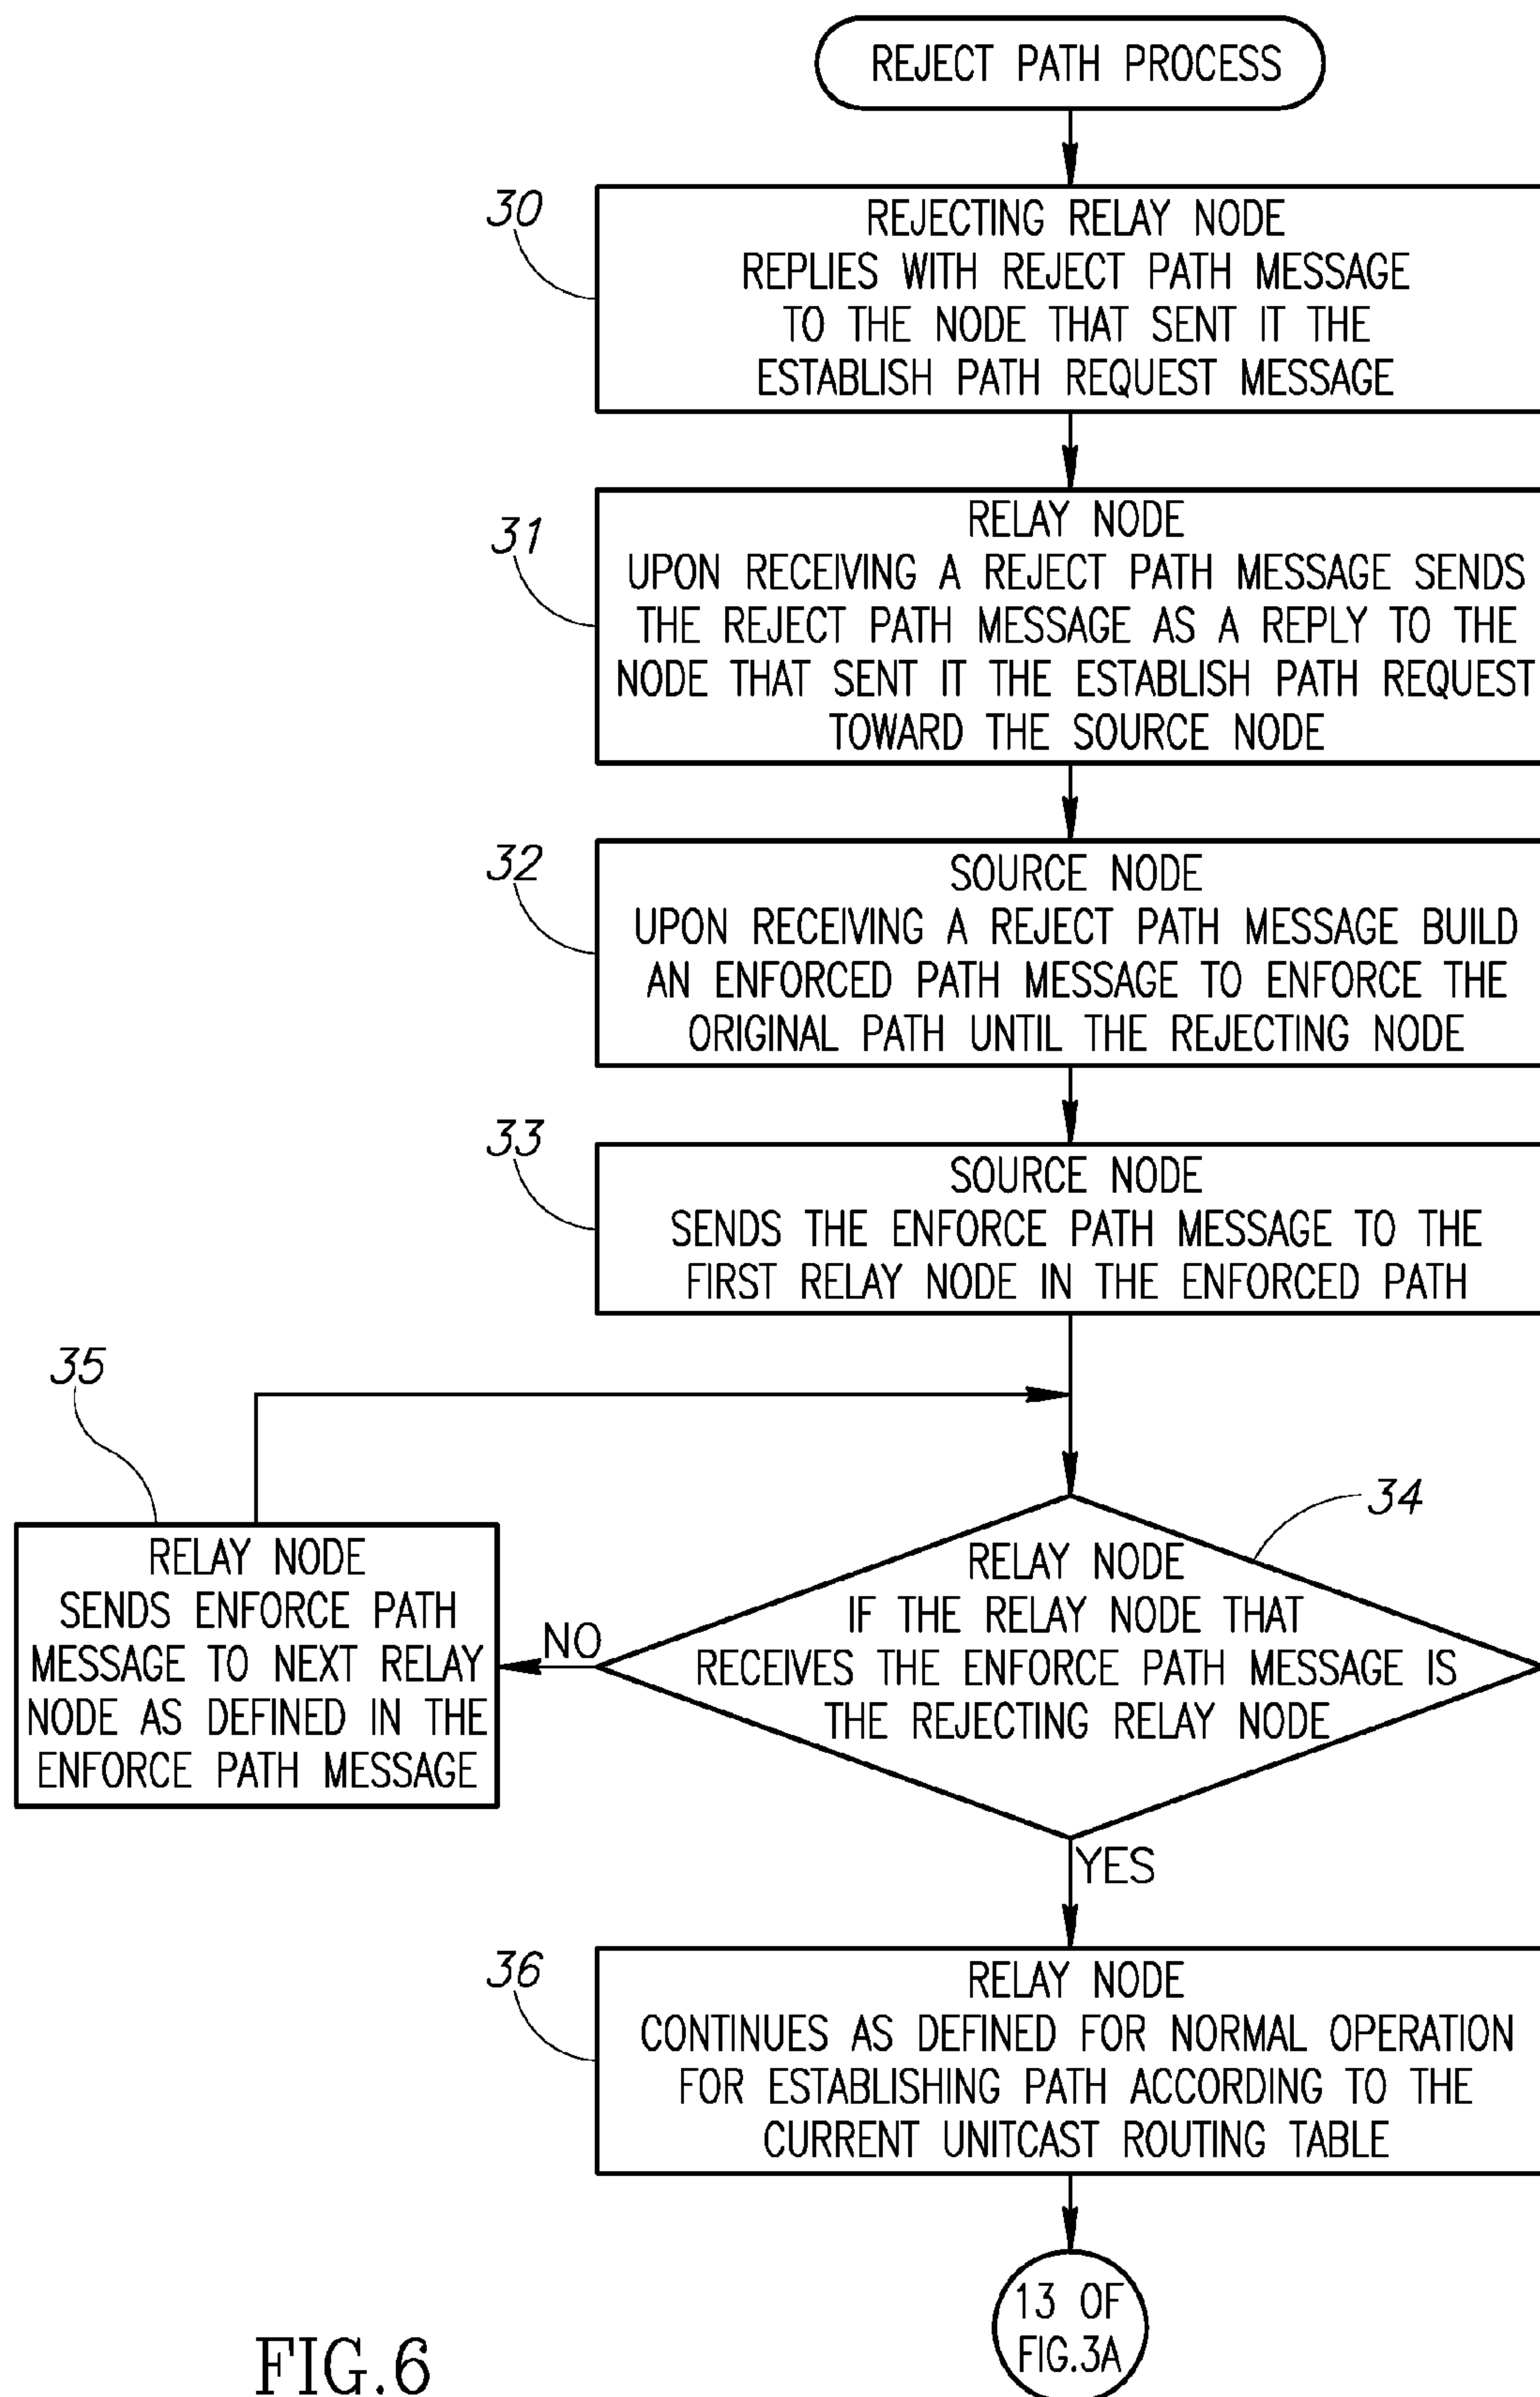 REJECT PATH PROCESS
30
REJECTING RELAY NODE
REPLIES WITH REJECT PATH MESSAGE
TO THE NODE THAT SENT IT THE
ESTABLISH PATH REQUEST MESSAGE
31
RELAY NODE
UPON RECEIVING A REJECT PATH MESSAGE SENDS
THE REJECT PATH MESSAGE AS A REPLY TO THE
NODE THAT SENT IT THE ESTABLISH PATH REQUEST
TOWARD THE SOURCE NODE
32
SOURCE NODE
UPON RECEIVING A REJECT PATH MESSAGE BUILD
AN ENFORCED PATH MESSAGE TO ENFORCE THE
ORIGINAL PATH UNTIL THE REJECTING NODE
33
SOURCE NODE
SENDS THE ENFORCE PATH MESSAGE TO THE
FIRST RELAY NODE IN THE ENFORCED PATH
35
RELAY NODE
SENDS ENFORCE PATH
MESSAGE TO NEXT RELAY
NODE AS DEFINED IN THE
ENFORCE PATH MESSAGE
NO
34
RELAY NODE
IF THE RELAY NODE THAT
RECEIVES THE ENFORCE PATH MESSAGE IS
THE REJECTING RELAY NODE
YES
36
RELAY NODE
CONTINUES AS DEFINED FOR NORMAL OPERATION
FOR ESTABLISHING PATH ACCORDING TO THE
CURRENT UNITCAST ROUTING TABLE
13 OF
FIG.3A
FIG.6